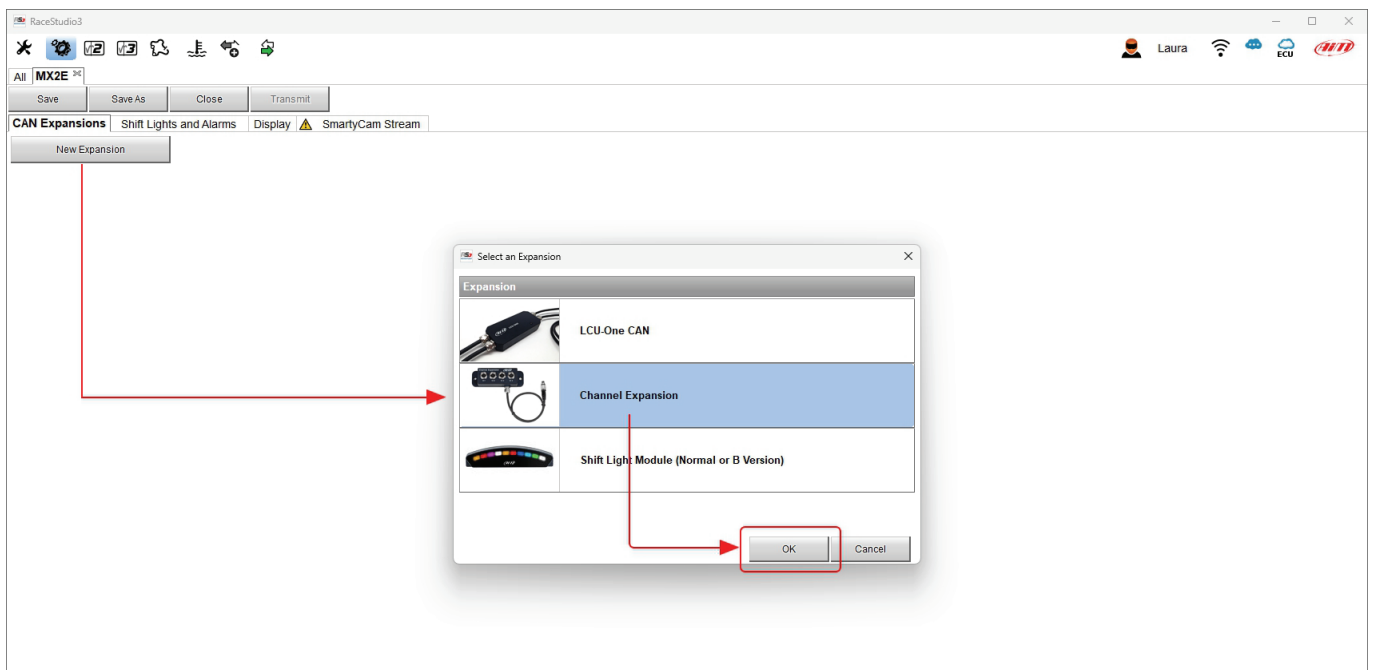 RaceStudio3
Laura
ECU
AiM
All MX2E
Save Save As Close Transmit
CAN Expansions Shift Lights and Alarms Display SmartyCam Stream
New Expansion
Select an Expansion
Expansion
LCU-One CAN
Channel Expansion
Shift Light Module (Normal or B Version)
OK Cancel